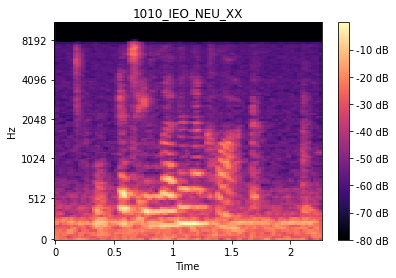 1010_IEO_NEU_XX
8192
4096
2048
1024
512
0
Hz
0
0.5
1
1.5
2
Time
-10 dB
-20 dB
-30 dB
-40 dB
-50 dB
-60 dB
-70 dB
-80 dB